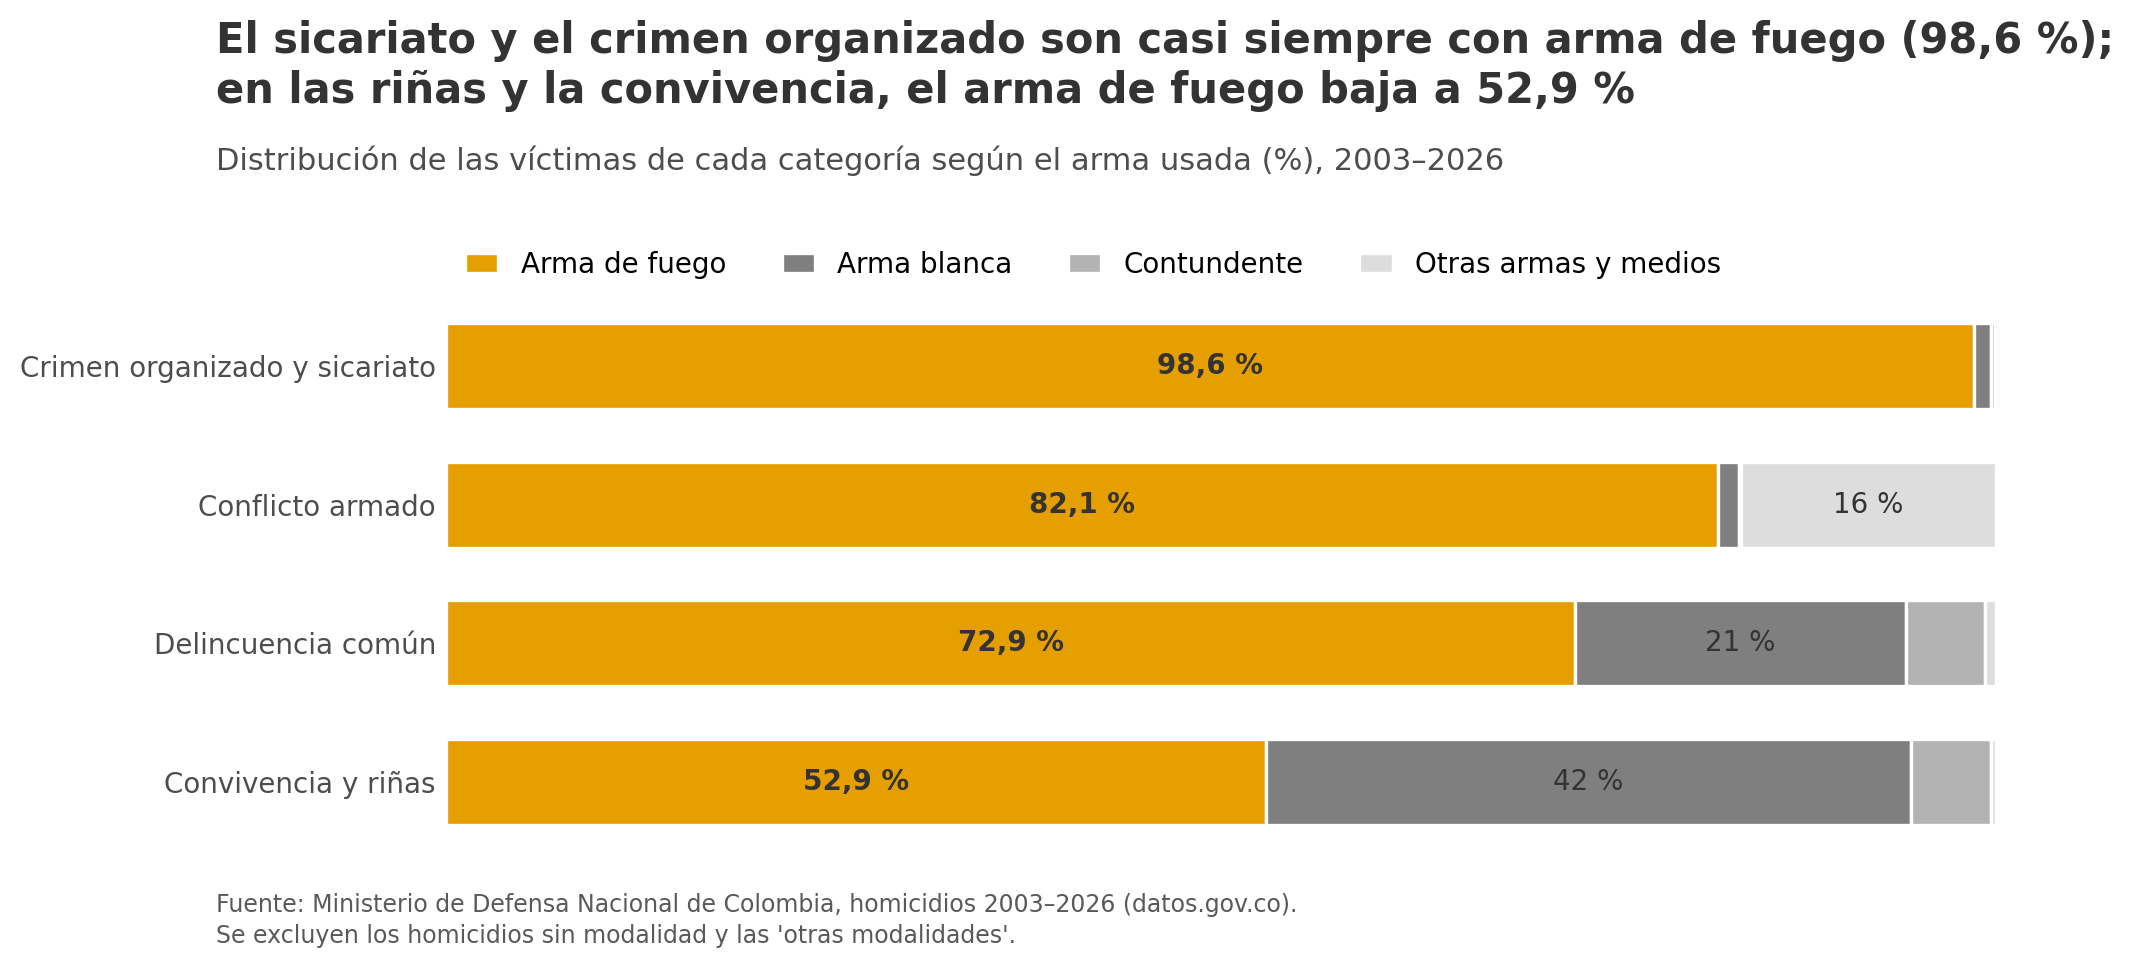 El sicariato y el crimen organizado son casi siempre con arma de fuego (98,6 %);
en las riñas y la convivencia, el arma de fuego baja a 52,9 %
Distribución de las víctimas de cada categoría según el arma usada (%), 2003–2026
Arma de fuego
Arma blanca
Contundente
Otras armas y medios
Crimen organizado y sicariato
98,6 %
Conflicto armado
82,1 %
16 %
Delincuencia común
72,9 %
21 %
Convivencia y riñas
52,9 %
42 %
Fuente: Ministerio de Defensa Nacional de Colombia, homicidios 2003–2026 (datos.gov.co).
Se excluyen los homicidios sin modalidad y las 'otras modalidades'.